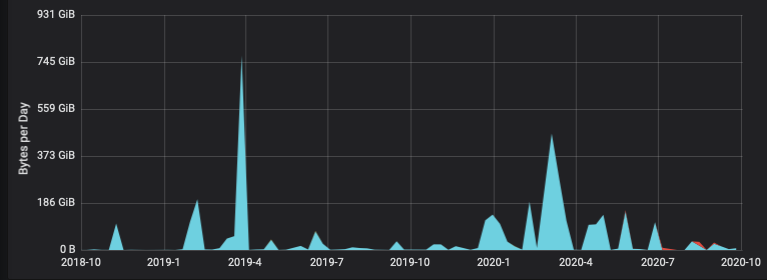 931 GiB
745 GiB
559 GiB
373 GiB
186 GiB
0 B
Bytes per Day
2018-10 2019-1 2019-4 2019-7 2019-10 2020-1 2020-4 2020-7 2020-10